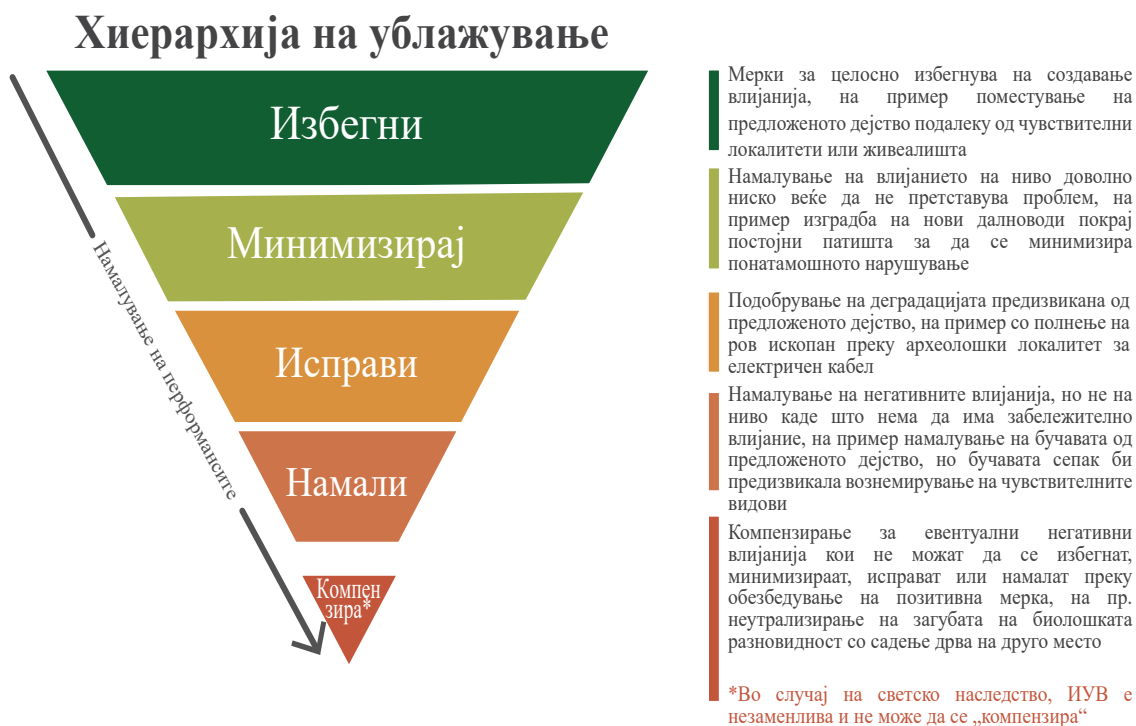 Хиерархија на ублажување
Избегни
Минимизирај
Исправи
Намали
Компен
зира*
Намалување на перформансите
Мерки за целосно избегнува на создавање
влијанија, на пример поместување на
предложеното дејство подалеку од чувствителни
локалитети или живеалишта
Намалување на влијанието на ниво доволно
ниско веќе да не претставува проблем, на
пример изградба на нови далноводи покрај
постојни патишта за да се минимизира
понатамошното нарушување
Подобрување на деградацијата предизвикана од
предложеното дејство, на пример со полнење на
ров ископан преку археолошки локалитет за
електричен кабел
Намалување на негативните влијанија, но не на
ниво каде што нема да има забележително
влијание, на пример намалување на бучавата од
предложеното дејство, но бучавата сепак би
предизвикала вознемирување на чувствителните
видови
Компензирање за евентуални негативни
влијанија кои не можат да се избегнат,
минимизираат, исправат или намалат преку
обезбедување на позитивна мерка, на пр.
неутрализирање на загубата на биолошката
разновидност со садење дрва на друго место
*Во случај на светско наследство, ИУВ е
незаменлива и не може да се „компензира“